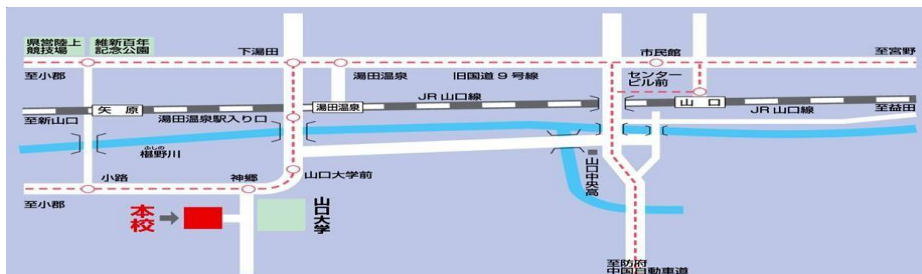 県営陸上
競技場
維新百年
記念公園
下湯田
市民館
至宮野
至小郡
湯田温泉
旧国道9号線
センター
ビル前
矢原
湯田温泉
JR山口線
山口
JR山口線
至益田
至新山口
湯田温泉駅入り口
ふしの
椹野川
小路
神郷
山口大学前
山口中央高
至小郡
本校
山口大学
至防府
中国自動車道